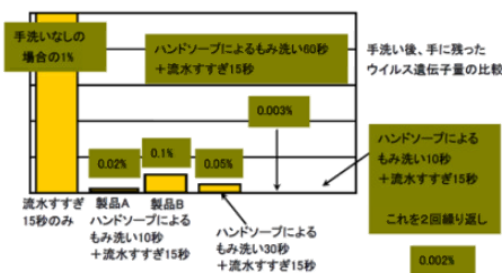 手洗いなしの
場合の1%
ハンドソープによるもみ洗い60秒
+流水すすぎ15秒
手洗い後、手に残った
ウイルス遺伝子量の比較
0.003%
ハンドソープによる
もみ洗い10秒
+流水すすぎ15秒
これを2回繰り返し
0.02%
0.1%
0.05%
流水すすぎ
15秒のみ
製品A
製品B
ハンドソープによる
もみ洗い10秒
+流水すすぎ15秒
ハンドソープによる
もみ洗い30秒
+流水すすぎ15秒
0.002%